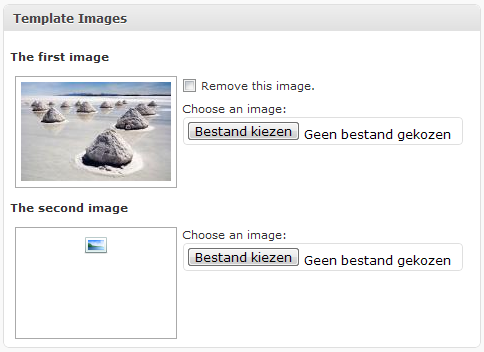 Template Images
The first image
Remove this image.
Choose an image:
Bestand kiezen Geen bestand gekozen
The second image
Choose an image:
Bestand kiezen Geen bestand gekozen